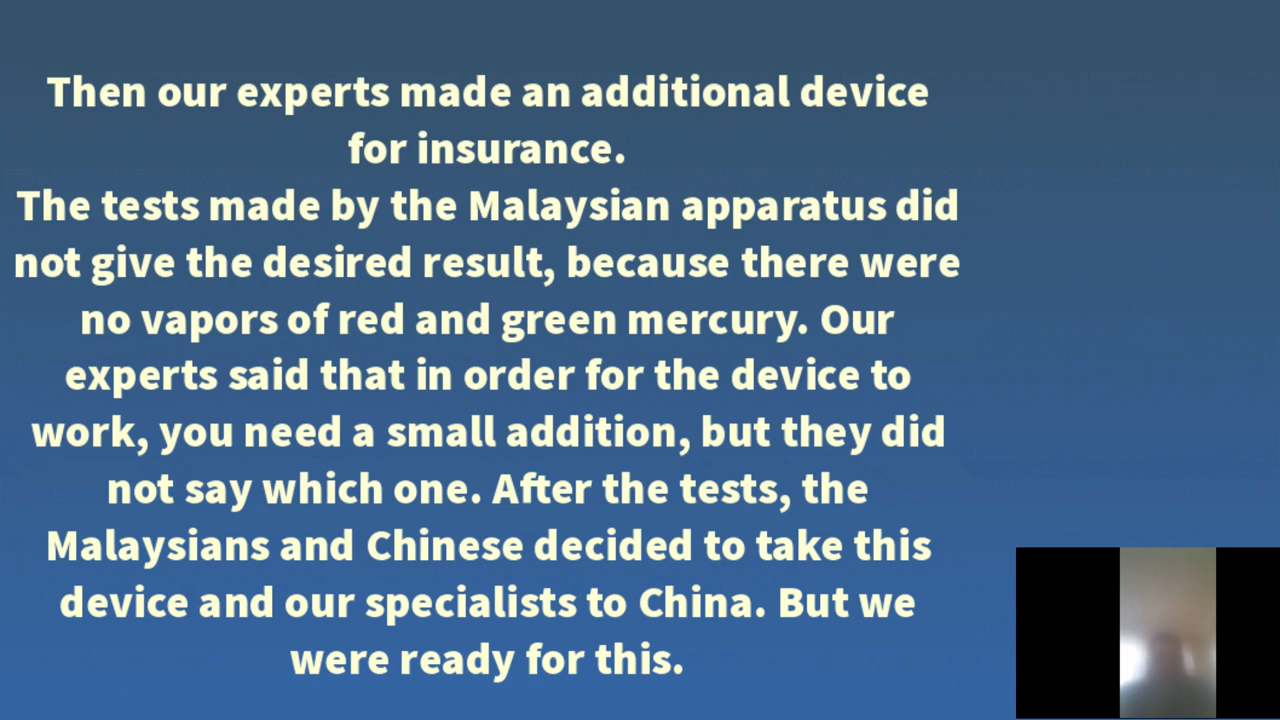 Then our experts made an additional device
for insurance.
The tests made by the Malaysian apparatus did
not give the desired result, because there were
no vapors of red and green mercury. Our
experts said that in order for the device to
work, you need a small addition, but they did
not say which one. After the tests, the
Malaysians and Chinese decided to take this
device and our specialists to China. But we
were ready for this.